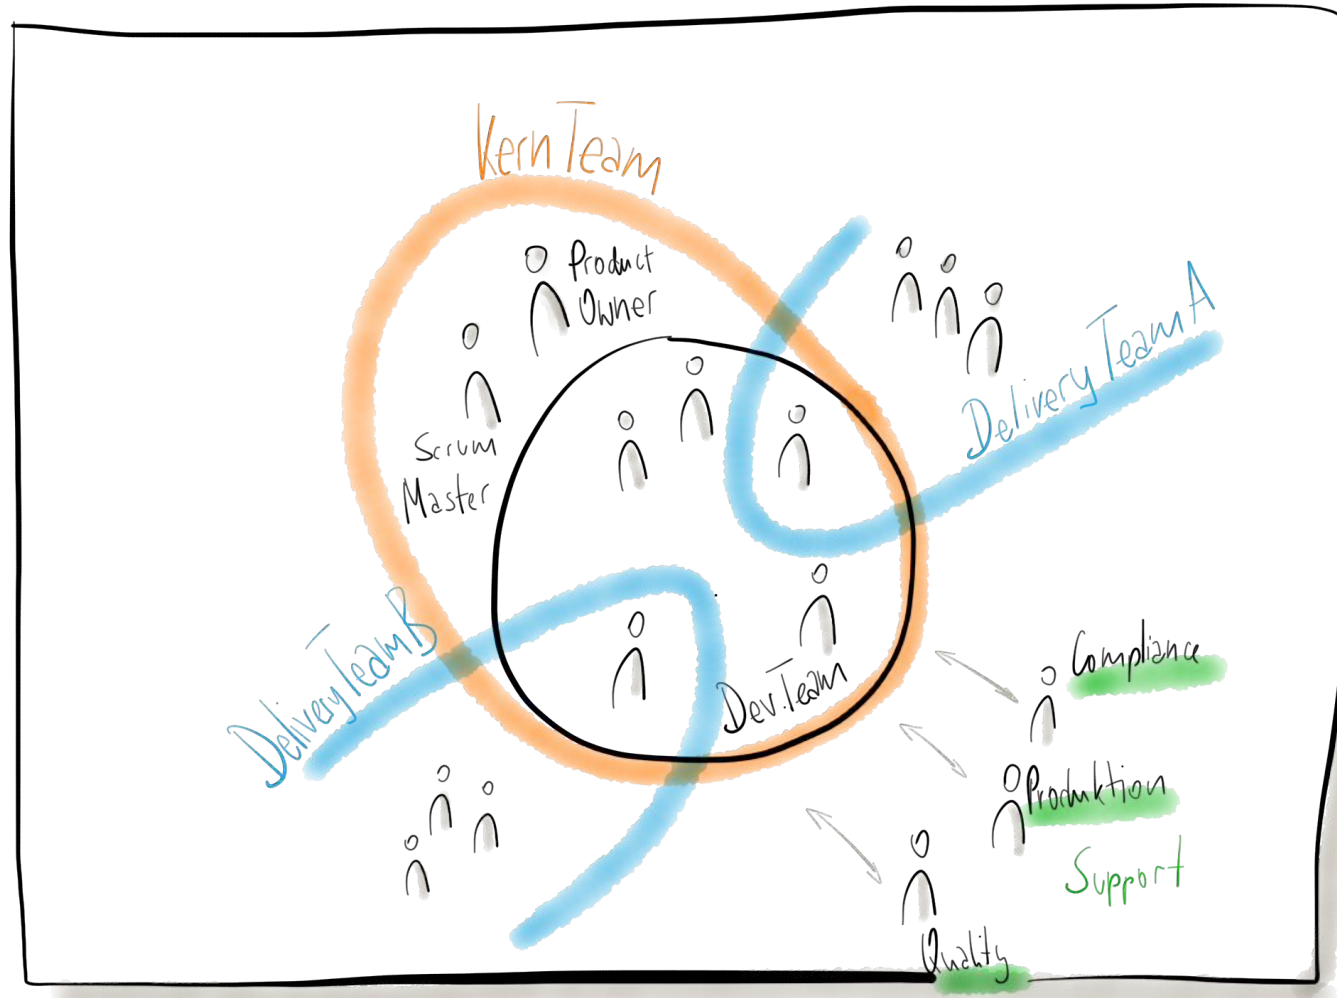 Kern Team
Product
Owner
Scrum
Master
Delivery Team A
Delivery Team B
Dev.Team
Compliance
Produktion
Support
Quality